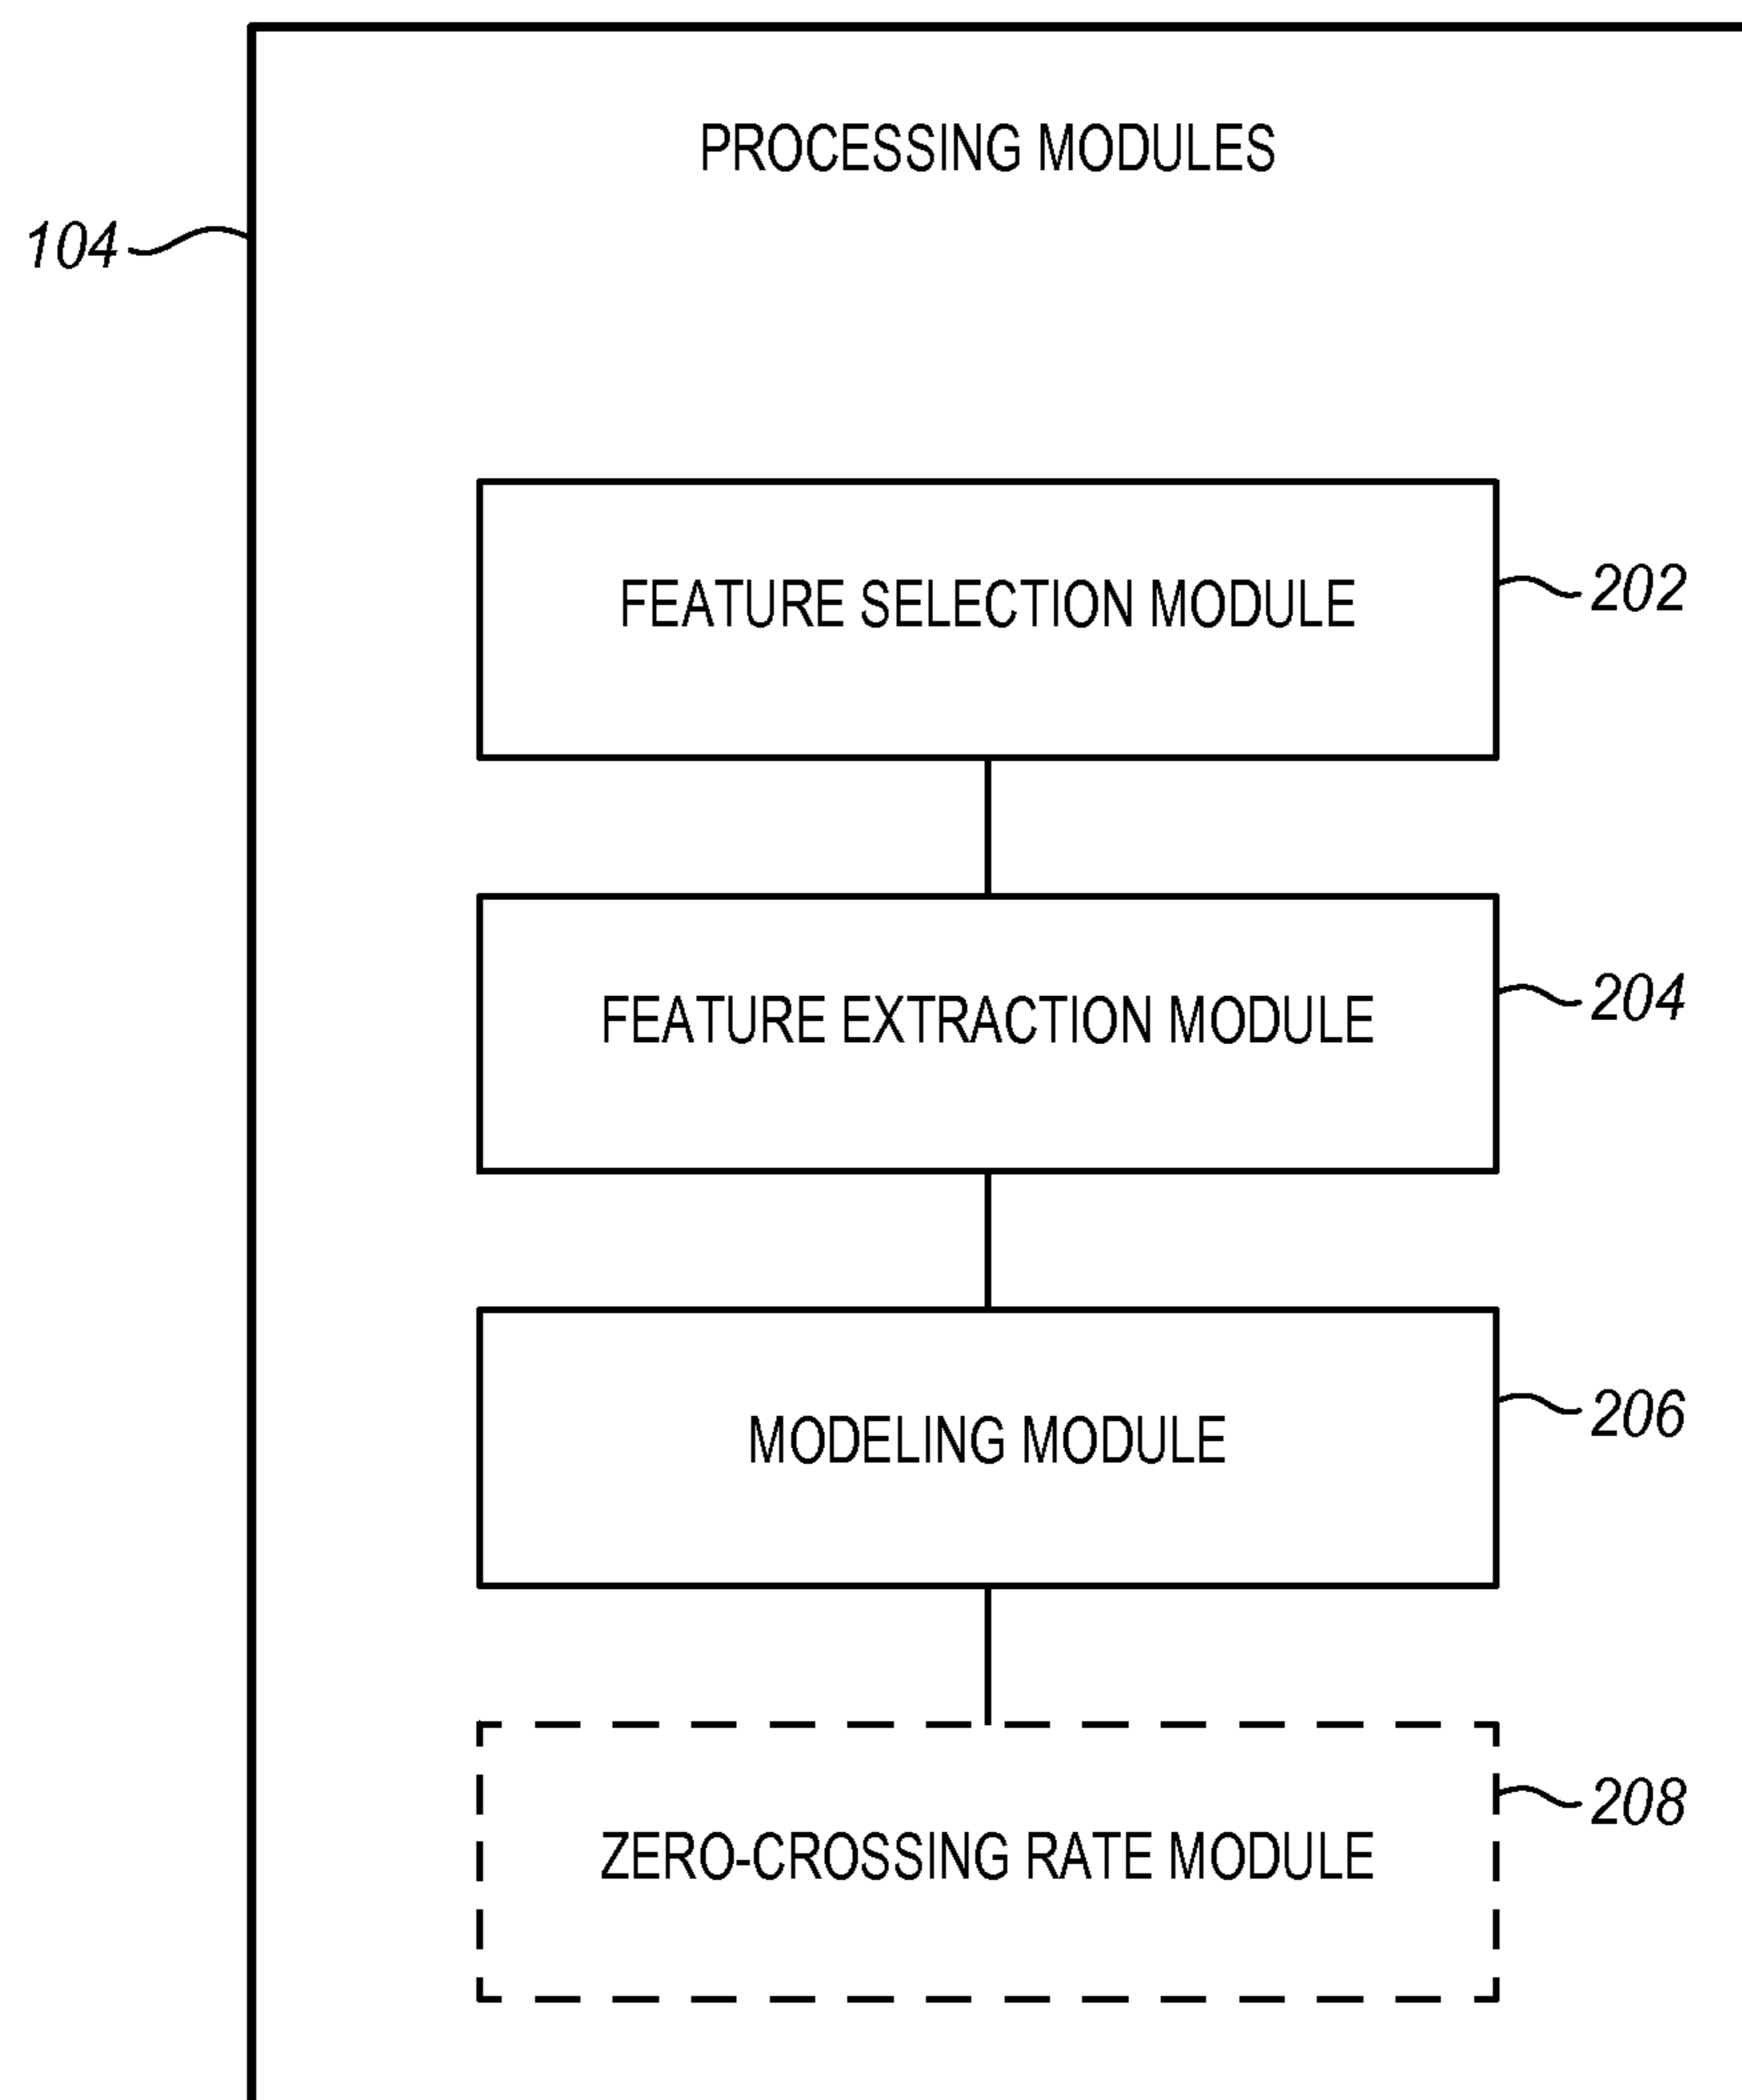 PROCESSING MODULES
104
FEATURE SELECTION MODULE
202
FEATURE EXTRACTION MODULE
204
MODELING MODULE
206
ZERO-CROSSING RATE MODULE
208